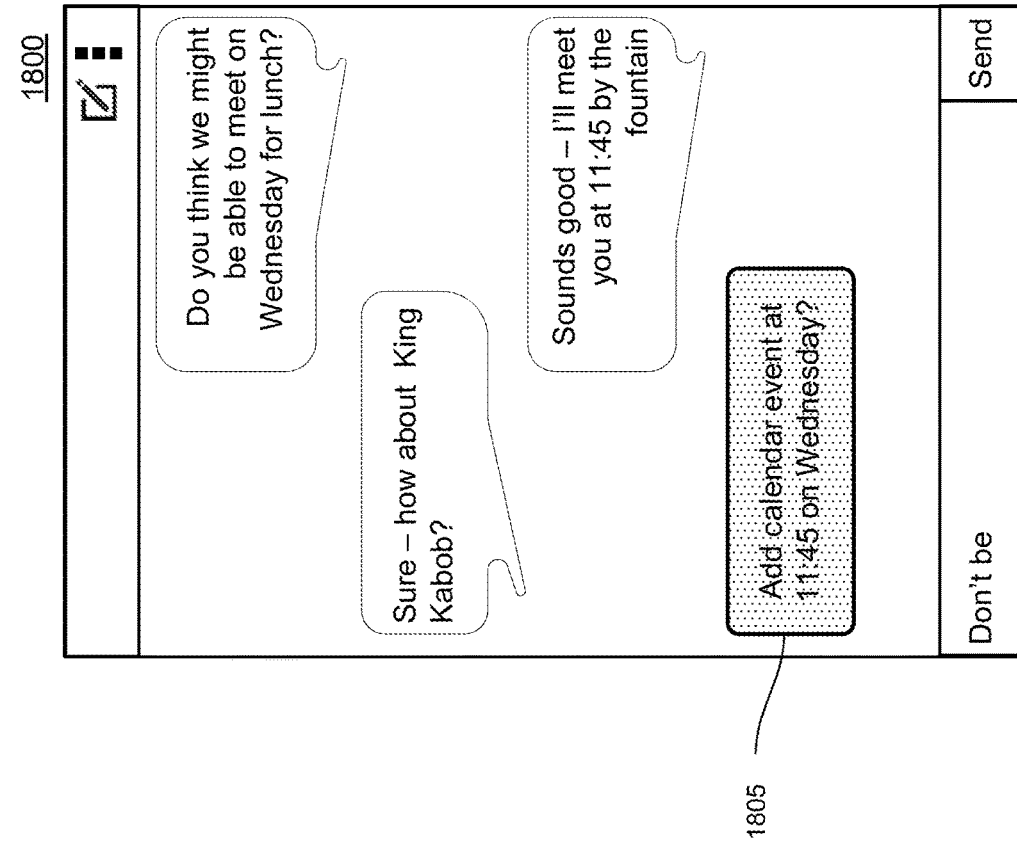 1800
Do you think we might
be able to meet on
Wednesday for lunch?
Sure – how about King
Kabob?
Sounds good – I'll meet
you at 11:45 by the
fountain
Add calendar event at
11:45 on Wednesday?
1805
Don't be
Send